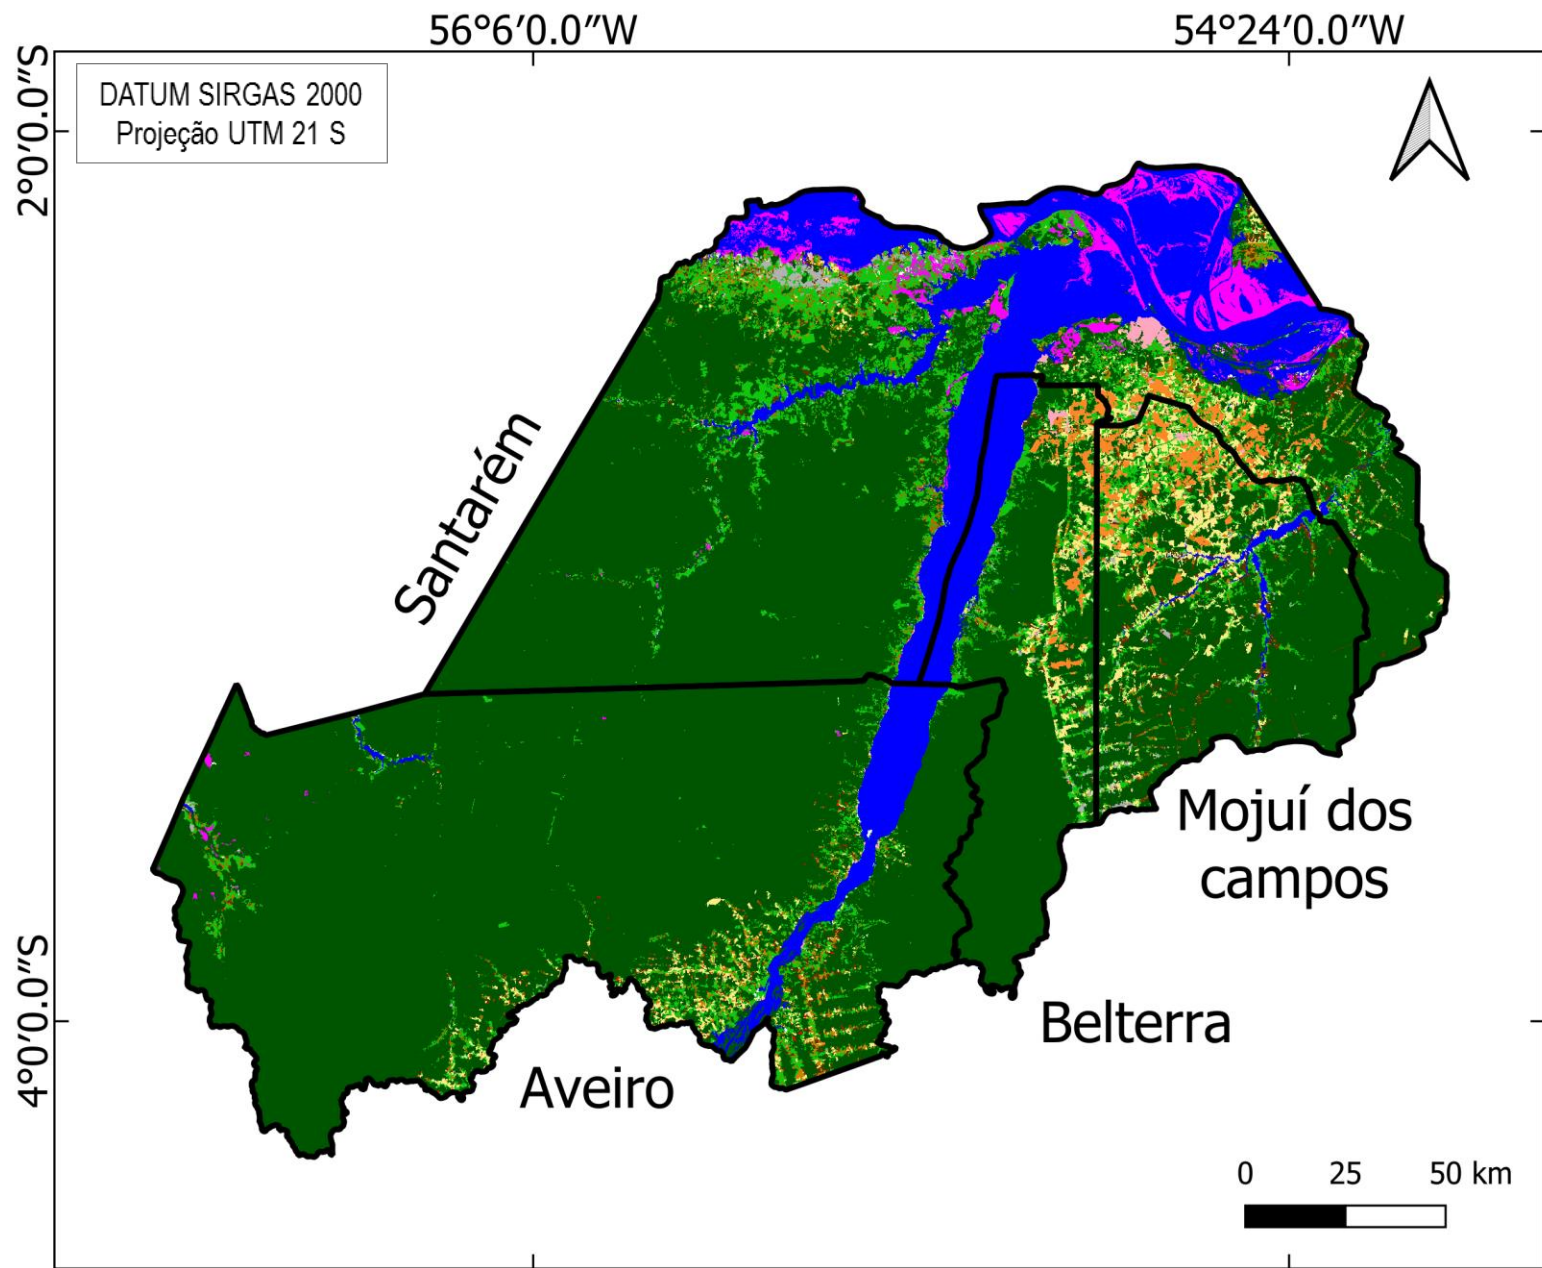 56°6′0.0″W
54°24′0.0″W
2°0′0.0″S
DATUM SIRGAS 2000
Projeção UTM 21 S
Santarém
Mojuí dos
campos
4°0′0.0″S
Belterra
Aveiro
0 25 50 km